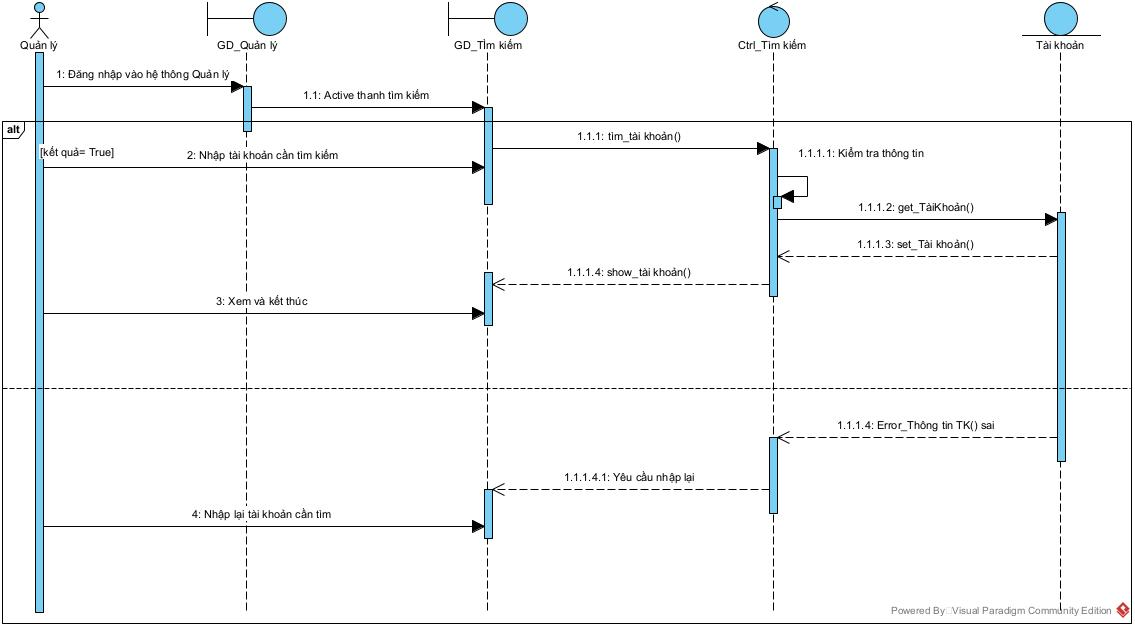 Quản lý
GD_Quản lý
GD_Tìm kiếm
Ctrl_Tìm kiếm
Tài khoản
1: Đăng nhập vào hệ thông Quản lý
1.1: Active thanh tìm kiếm
alt
[kết quả= True]
1.1.1: tìm_tài khoản()
2: Nhập tài khoản cần tìm kiếm
1.1.1.1: Kiểm tra thông tin
1.1.1.2: get_TàiKhoản()
1.1.1.3: set_Tài khoản()
1.1.1.4: show_tài khoản()
3: Xem và kết thúc
1.1.1.4: Error_Thông tin TK() sai
1.1.1.4.1: Yêu cầu nhập lại
4: Nhập lại tài khoản cần tìm
Powered By Visual Paradigm Community Edition